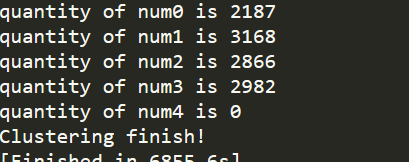 quantity of num0 is 2187
quantity of num1 is 3168
quantity of num2 is 2866
quantity of num3 is 2982
quantity of num4 is 0
Clustering finish!
[Finished in 6855.6s]